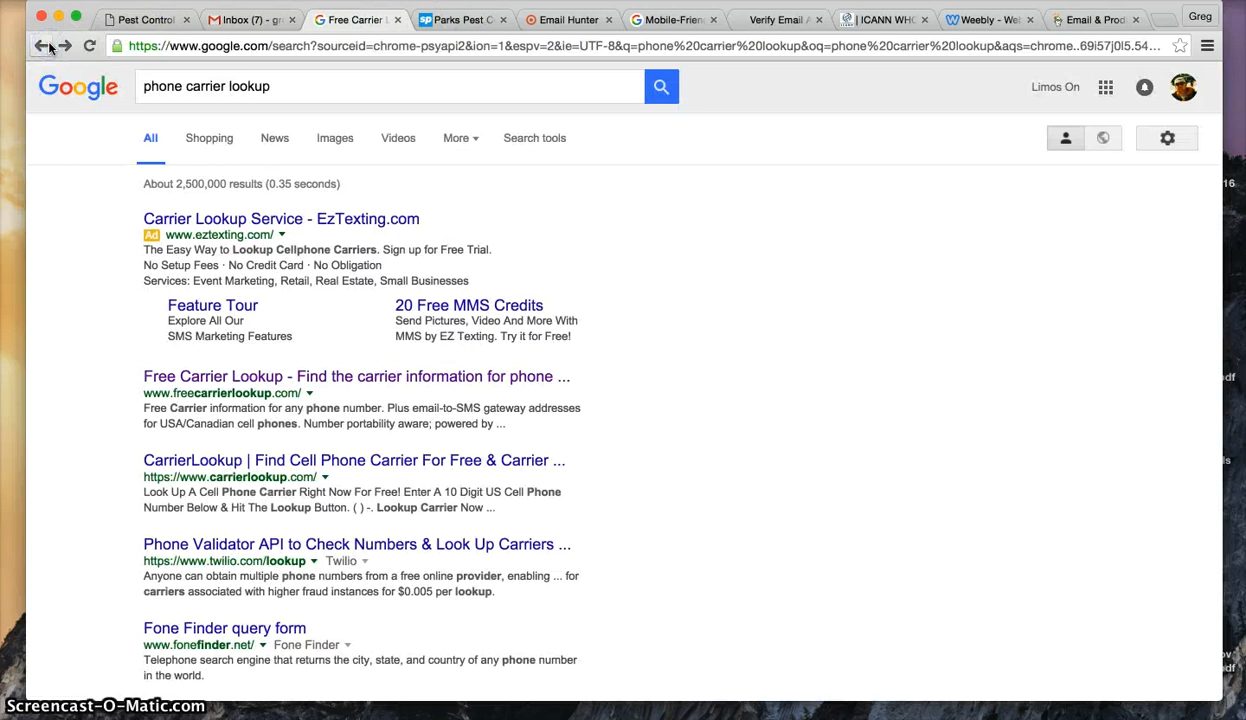 Pest Control
Inbox (7) - gr
Free Carrier L
Parks Pest C
Email Hunter
Mobile-Frien
Verify Email A
ICANN WHO
Weebly - We
Email & Prod
Greg
https://www.google.com/search?sourceid=chrome-psyapi2&ion=1&espv=2&ie=UTF-8&q=phone%20carrier%20lookup&oq=phone%20carrier%20lookup&aqs=chrome..69i57j0l5.54...
Google
phone carrier lookup
Limos On
All
Shopping
News
Images
Videos
More
Search tools
About 2,500,000 results (0.35 seconds)
Carrier Lookup Service - EzTexting.com
Ad www.eztexting.com/
The Easy Way to Lookup Cellphone Carriers. Sign up for Free Trial.
No Setup Fees · No Credit Card · No Obligation
Services: Event Marketing, Retail, Real Estate, Small Businesses
Feature Tour
Explore All Our
SMS Marketing Features
20 Free MMS Credits
Send Pictures, Video And More With
MMS by EZ Texting. Try it for Free!
Free Carrier Lookup - Find the carrier information for phone ...
www.freecarrierlookup.com/
Free Carrier information for any phone number. Plus email-to-SMS gateway addresses
for USA/Canadian cell phones. Number portability aware; powered by ...
CarrierLookup | Find Cell Phone Carrier For Free & Carrier ...
https://www.carrierlookup.com/
Look Up A Cell Phone Carrier Right Now For Free! Enter A 10 Digit US Cell Phone
Number Below & Hit The Lookup Button. ( ) -. Lookup Carrier Now ...
Phone Validator API to Check Numbers & Look Up Carriers ...
https://www.twilio.com/lookup Twilio
Anyone can obtain multiple phone numbers from a free online provider, enabling ... for
carriers associated with higher fraud instances for $0.005 per lookup.
Fone Finder query form
www.fonefinder.net/ Fone Finder
Telephone search engine that returns the city, state, and country of any phone number
in the world.
Screencast-O-Matic.com